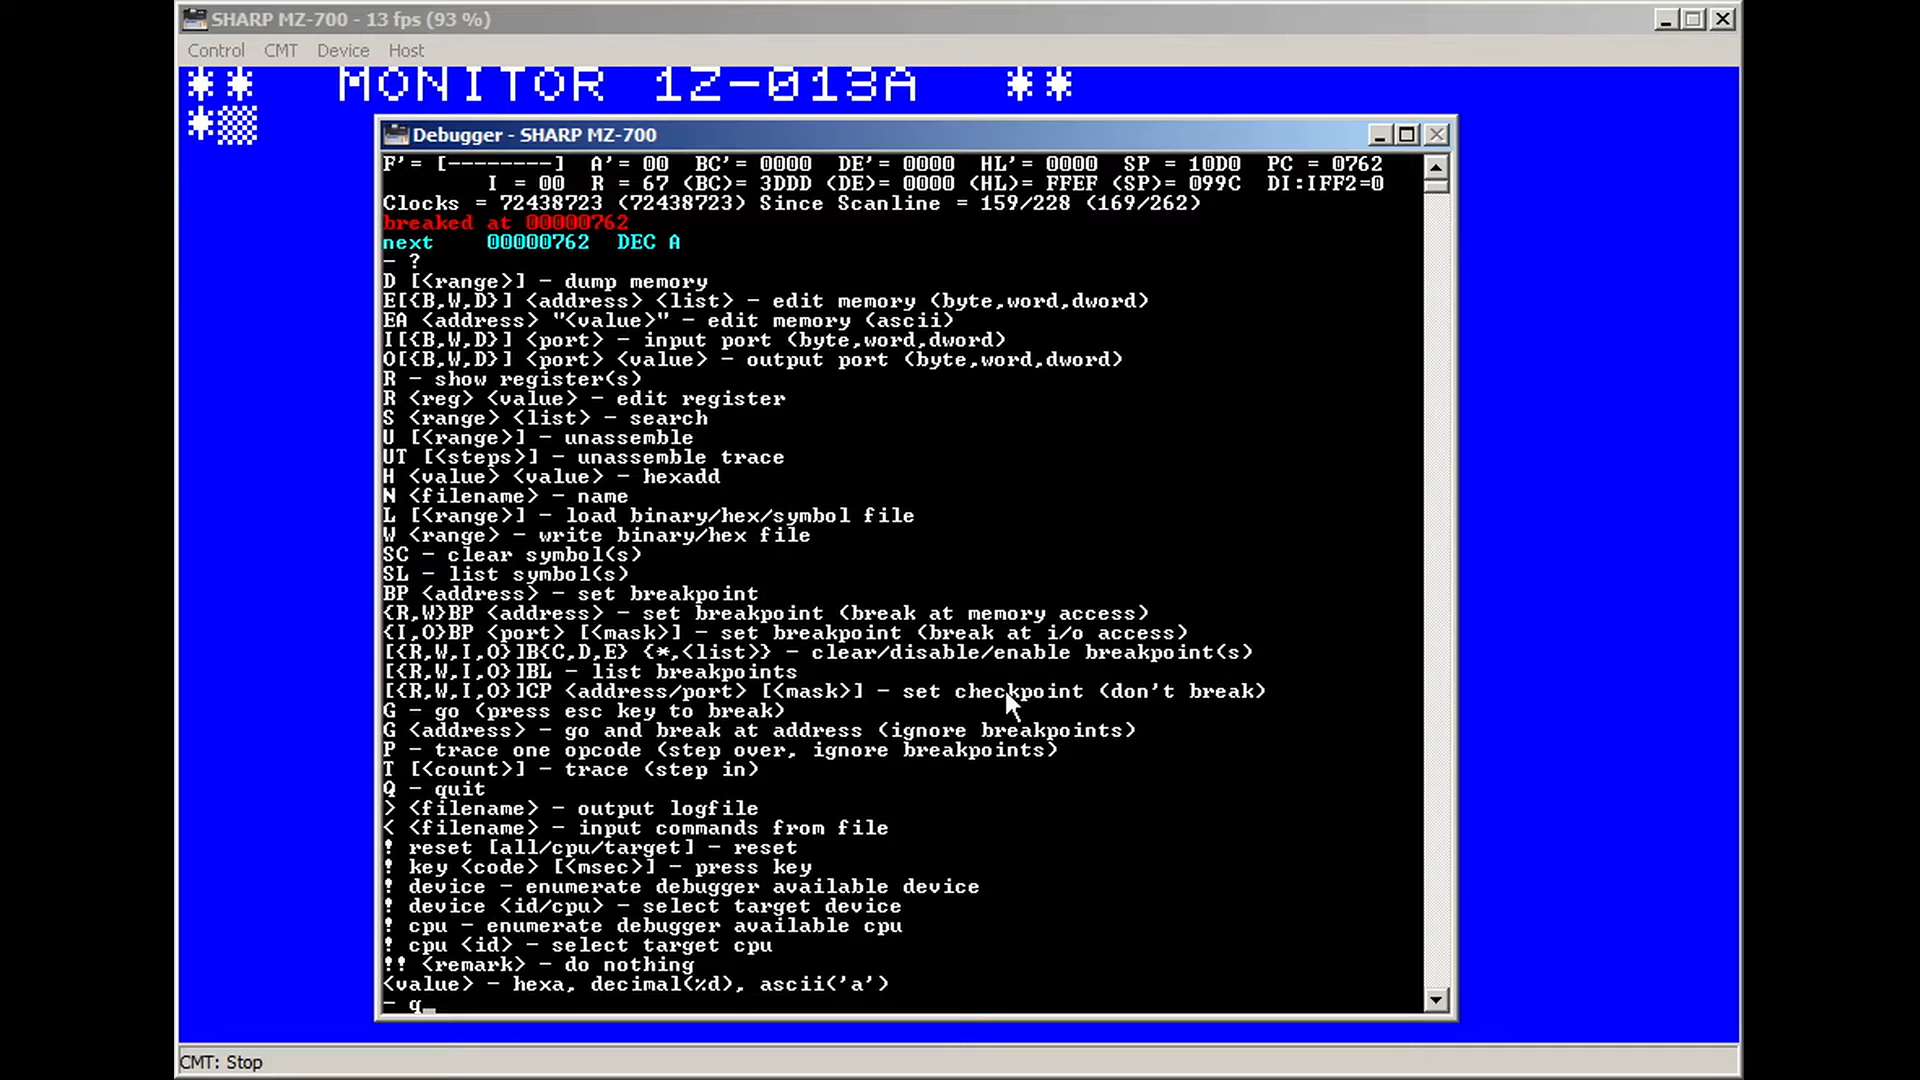 SHARP MZ-700 - 13 fps (93 %)
Control CMT Device Host
** MONITOR 1Z-013A **
*
Debugger - SHARP MZ-700
F'= [--------] A'= 00 BC'= 0000 DE'= 0000 HL'= 0000 SP = 10D0 PC = 0762
I = 00 R = 67 (BC)= 3DDD (DE)= 0000 (HL)= FFEF (SP)= 099C DI:IFF2=0
Clocks = 72438723 (72438723) Since Scanline = 159/228 (169/262)
breaked at 00000762
next 00000762 DEC A
- ?
D [<range>] - dump memory
E[{B,W,D}] <address> <list> - edit memory (byte,word,dword)
EA <address> "<value>" - edit memory (ascii)
I[{B,W,D}] <port> - input port (byte,word,dword)
O[{B,W,D}] <port> <value> - output port (byte,word,dword)
R - show register(s)
R <reg> <value> - edit register
S <range> <list> - search
U [<range>] - unassemble
UT [<steps>] - unassemble trace
H <value> <value> - hexadd
N <filename> - name
L [<range>] - load binary/hex/symbol file
W <range> - write binary/hex file
SC - clear symbol(s)
SL - list symbol(s)
BP <address> - set breakpoint
{R,W}BP <address> - set breakpoint (break at memory access)
{I,O}BP <port> [<mask>] - set breakpoint (break at i/o access)
[{R,W,I,O}]B{C,D,E} {*,<list>} - clear/disable/enable breakpoint(s)
[{R,W,I,O}]BL - list breakpoints
[{R,W,I,O}]CP <address/port> [<mask>] - set checkpoint (don't break)
G - go (press esc key to break)
G <address> - go and break at address (ignore breakpoints)
P - trace one opcode (step over, ignore breakpoints)
T [<count>] - trace (step in)
Q - quit
> <filename> - output logfile
< <filename> - input commands from file
! reset [all/cpu/target] - reset
! key <code> [<msec>] - press key
! device - enumerate debugger available device
! device <id/cpu> - select target device
! cpu - enumerate debugger available cpu
! cpu <id> - select target cpu
!! <remark> - do nothing
<value> - hexa, decimal(%d), ascii('a')
- q_
CMT: Stop